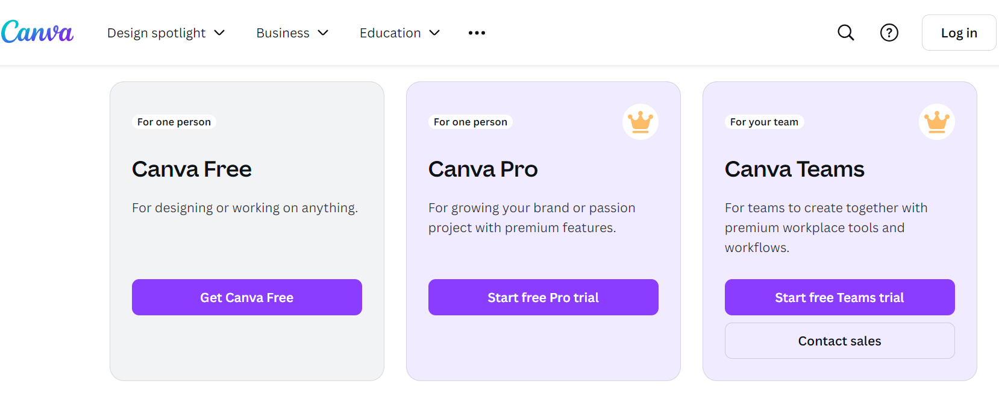 Canva
Design spotlight
Business
Education
Log in
For one person
Canva Free
For designing or working on anything.
Get Canva Free
For one person
Canva Pro
For growing your brand or passion
project with premium features.
Start free Pro trial
For your team
Canva Teams
For teams to create together with
premium workplace tools and
workflows.
Start free Teams trial
Contact sales